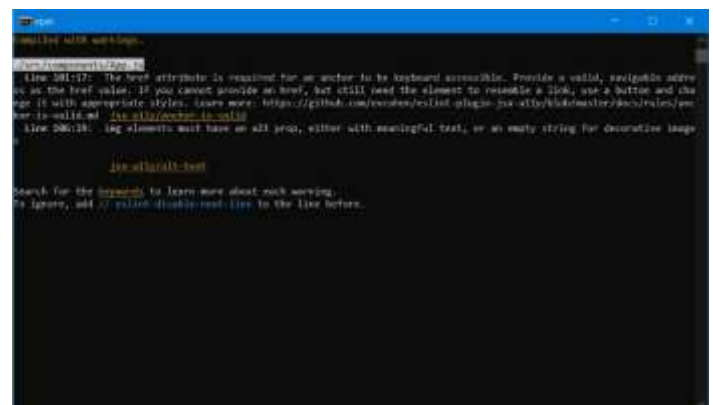 npm
Compiled with warnings.
./src/components/App.js
Line 101:17:  The href attribute is required for an anchor to be keyboard accessible. Provide a valid, navigable addre
ss as the href value. If you cannot provide an href, but still need the element to resemble a link, use a button and cha
nge it with appropriate styles. Learn more: https://github.com/evcohen/eslint-plugin-jsx-a11y/blob/master/docs/rules/anc
hor-is-valid.md  jsx-a11y/anchor-is-valid
Line 106:19:  img elements must have an alt prop, either with meaningful text, or an empty string for decorative image
s
jsx-a11y/alt-text
Search for the keywords to learn more about each warning.
To ignore, add // eslint-disable-next-line to the line before.